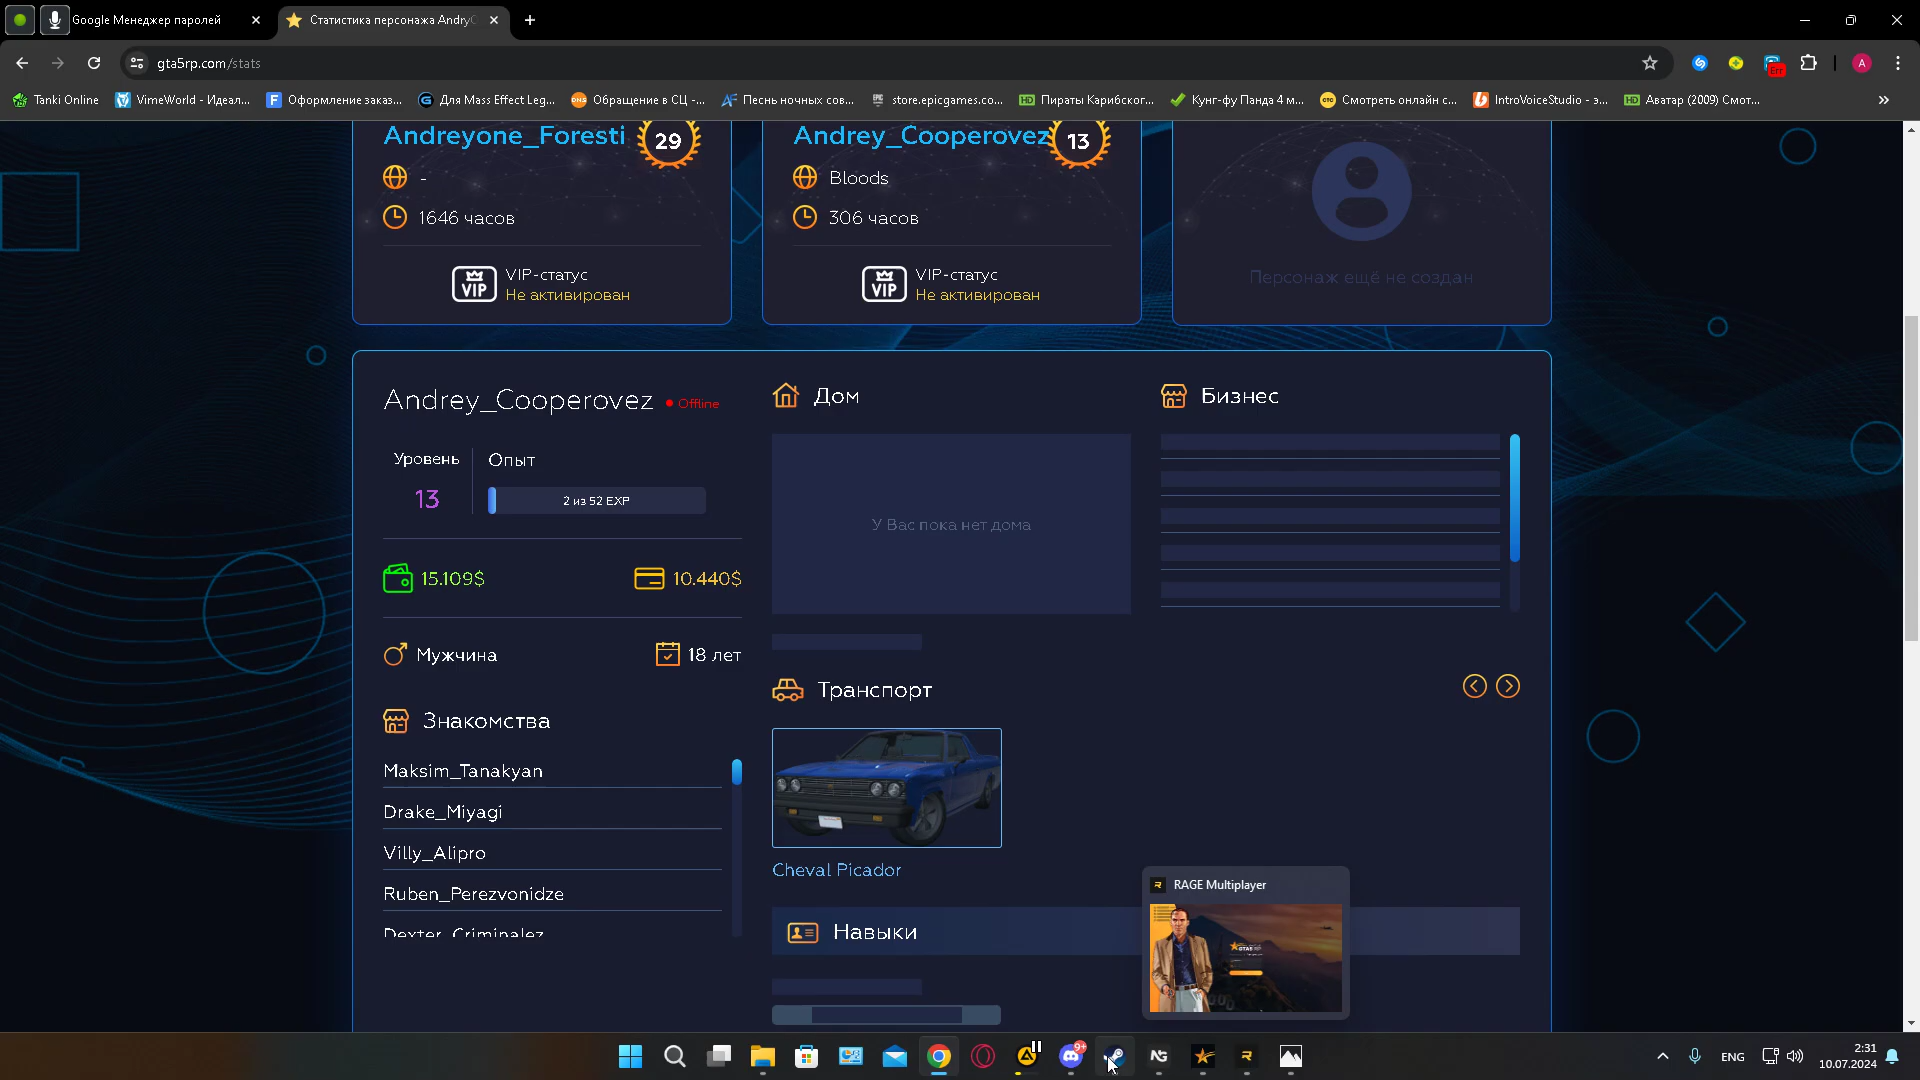 Google Менеджер паролей
Статистика персонажа Andry
gta5rp.com/stats
Err
A
Tanki Online
VimeWorld - Идеал...
Оформление заказ...
Для Mass Effect Leg...
Обращение в СЦ -...
Песнь ночных сов...
store.epicgames.co...
Пираты Карибског...
Кунг-фу Панда 4 м...
Смотреть онлайн с...
IntroVoiceStudio - э...
Аватар (2009) Смот...
Andreyone_Foresti
29
-
1646 часов
VIP
VIP-статус
Не активирован
Andrey_Cooperovez
13
Bloods
306 часов
VIP
VIP-статус
Не активирован
Персонаж ещё не создан
Andrey_Cooperovez
Offline
Уровень
13
Опыт
2 из 52 EXP
15.109$
10.440$
Мужчина
18 лет
Знакомства
Maksim_Tanakyan
Drake_Miyagi
Villy_Alipro
Ruben_Perezvonidze
Dexter_Criminalez
Дом
У Вас пока нет дома
Бизнес
Транспорт
Cheval Picador
Навыки
RAGE Multiplayer
9+
ENG
2:31
10.07.2024